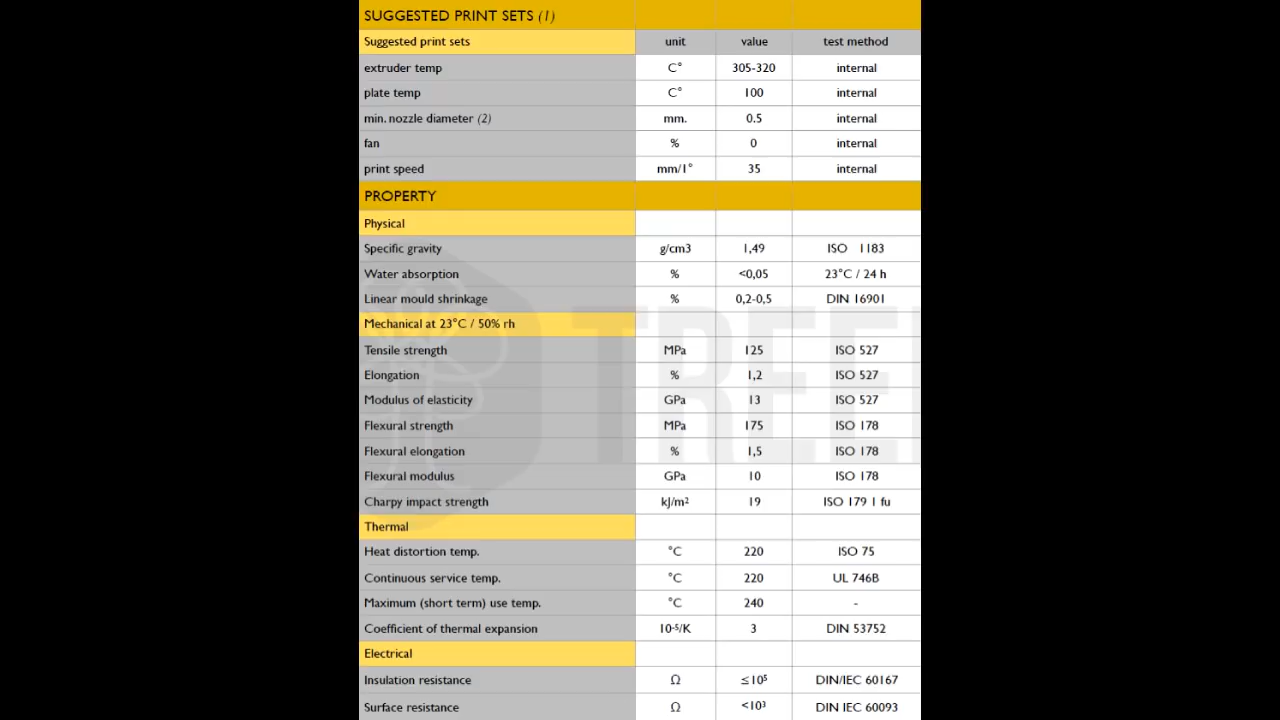 SUGGESTED PRINT SETS (1)
Suggested print sets unit value test method
extruder temp C° 305-320 internal
plate temp C° 100 internal
min. nozzle diameter (2) mm. 0.5 internal
fan % 0 internal
print speed mm/1° 35 internal
PROPERTY
Physical
Specific gravity g/cm3 1,49 ISO 1183
Water absorption % <0,05 23°C / 24 h
Linear mould shrinkage % 0,2-0,5 DIN 16901
Mechanical at 23°C / 50% rh
Tensile strength MPa 125 ISO 527
Elongation % 1,2 ISO 527
Modulus of elasticity GPa 13 ISO 527
Flexural strength MPa 175 ISO 178
Flexural elongation % 1,5 ISO 178
Flexural modulus GPa 10 ISO 178
Charpy impact strength kJ/m² 19 ISO 179 1 fu
Thermal
Heat distortion temp. °C 220 ISO 75
Continuous service temp. °C 220 UL 746B
Maximum (short term) use temp. °C 240 -
Coefficient of thermal expansion 10⁻⁵/K 3 DIN 53752
Electrical
Insulation resistance Ω ≤10⁵ DIN/IEC 60167
Surface resistance Ω <10³ DIN IEC 60093
TREE